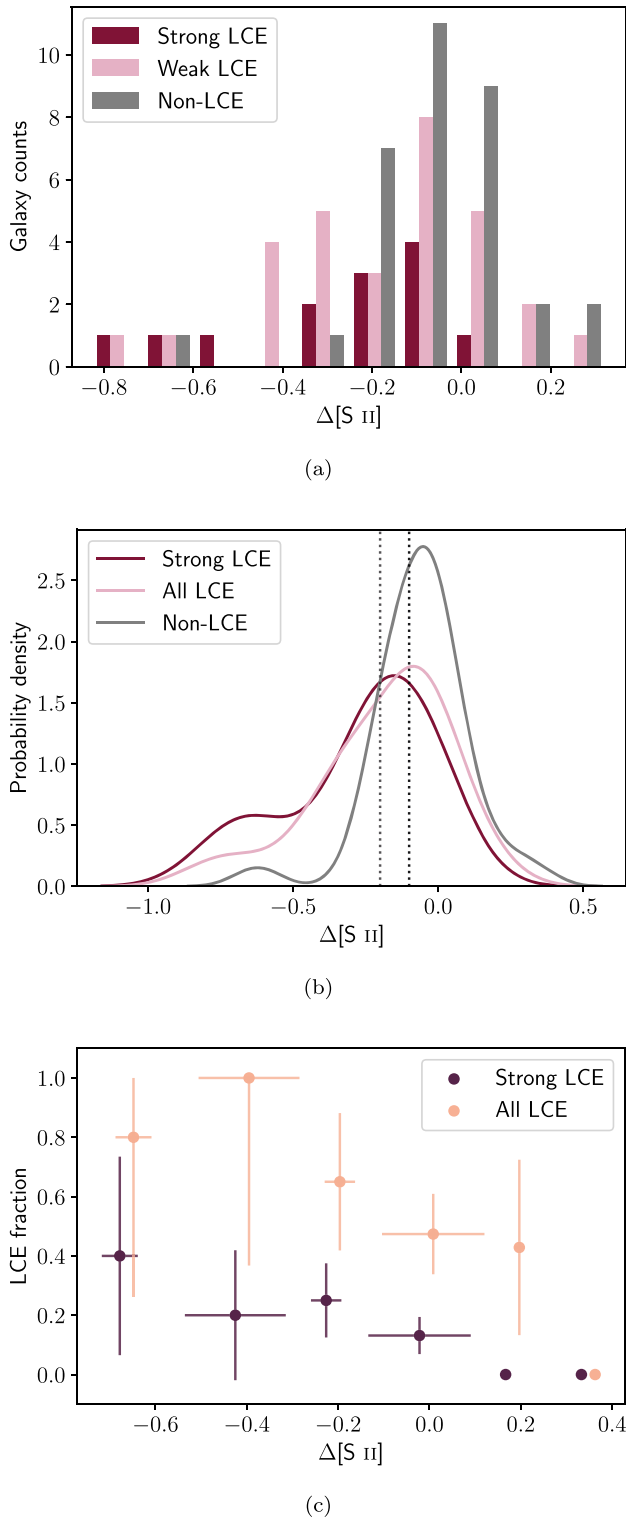 Strong LCE
Weak LCE
Non-LCE
10
8
6
4
2
0
Galaxy counts
−0.8 −0.6 −0.4 −0.2 0.0 0.2
Δ[S II]
(a)
Strong LCE
All LCE
Non-LCE
2.5
2.0
1.5
1.0
0.5
0.0
Probability density
−1.0 −0.5 0.0 0.5
Δ[S II]
(b)
Strong LCE
All LCE
1.0
0.8
0.6
0.4
0.2
0.0
LCE fraction
−0.6 −0.4 −0.2 0.0 0.2 0.4
Δ[S II]
(c)